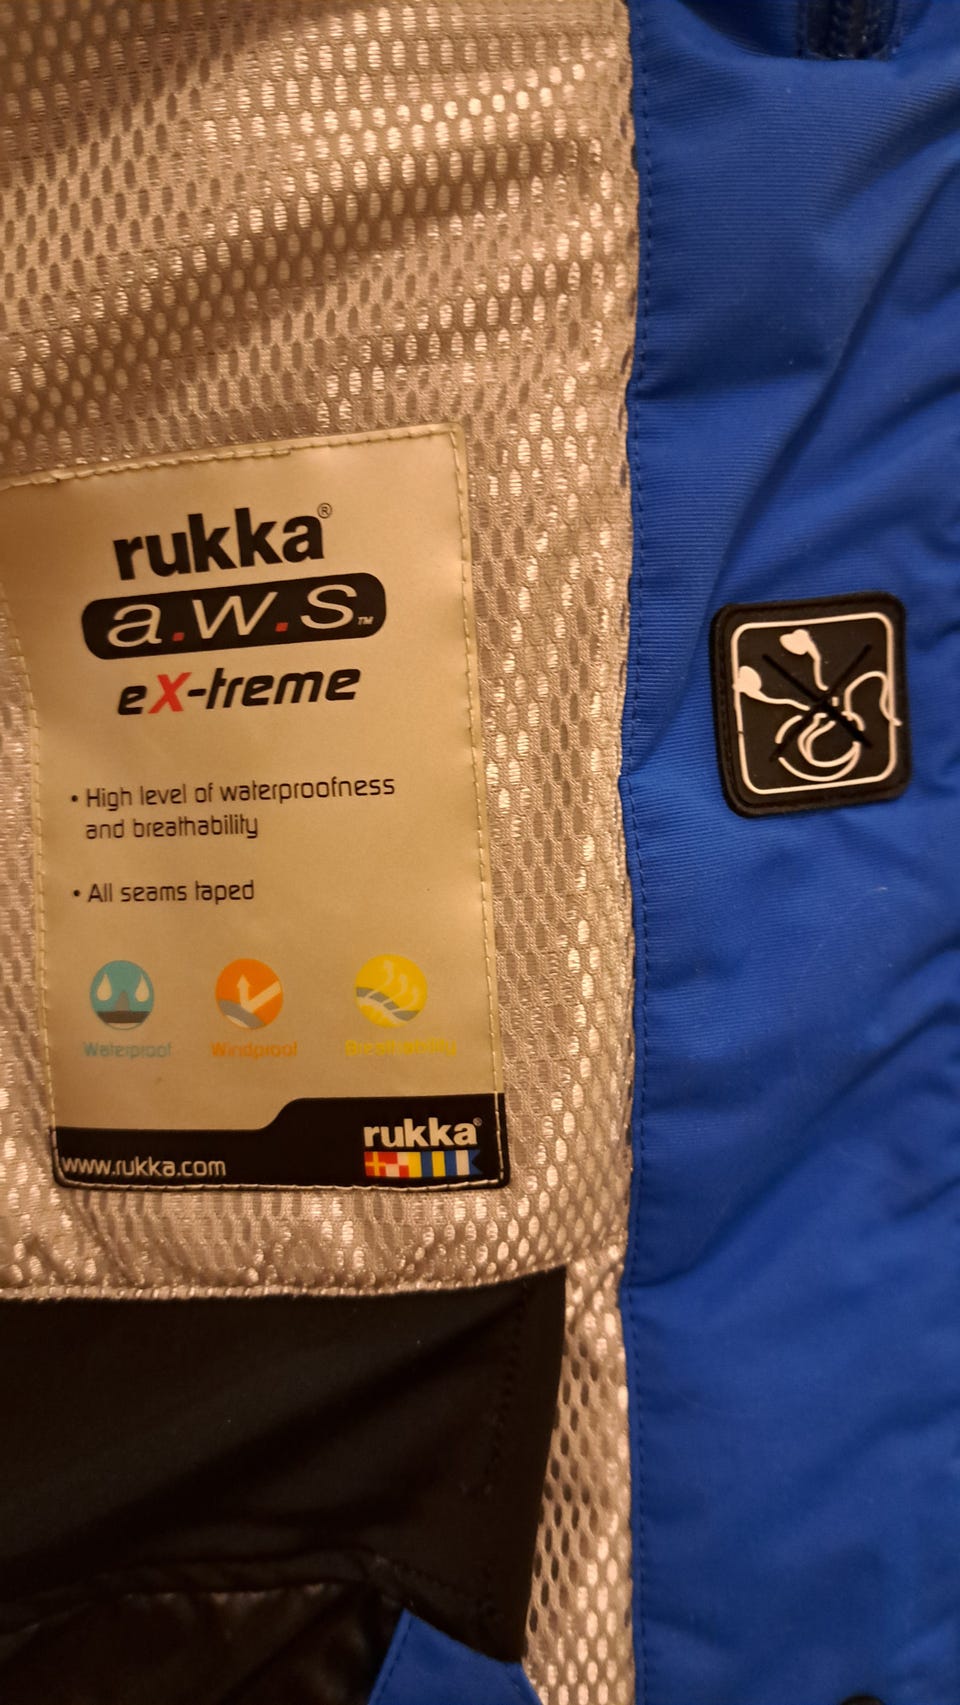 rukka®
a.w.s™
eX-treme
• High level of waterproofness
and breathability
• All seams taped
Waterproof Windproof Breathability
www.rukka.com
rukka®